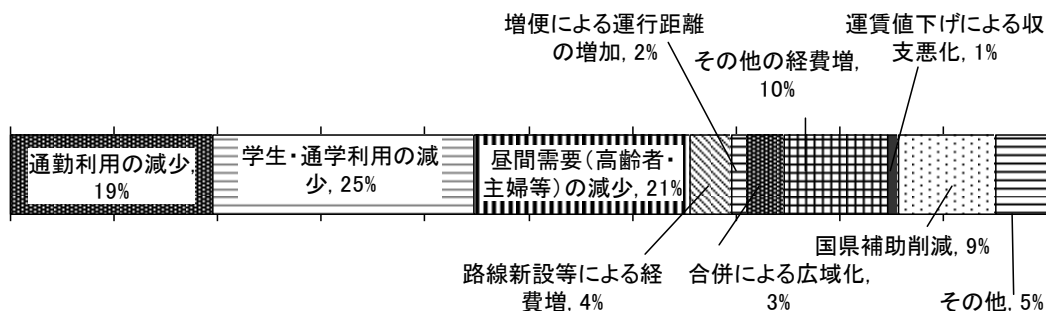 増便による運行距離
の増加, 2%
その他の経費増,
10%
運賃値下げによる収
支悪化, 1%
通勤利用の減少,
19%
学生・通学利用の減
少, 25%
昼間需要(高齢者・
主婦等)の減少, 21%
路線新設等による経
費増, 4%
合併による広域化,
3%
国県補助削減, 9%
その他, 5%